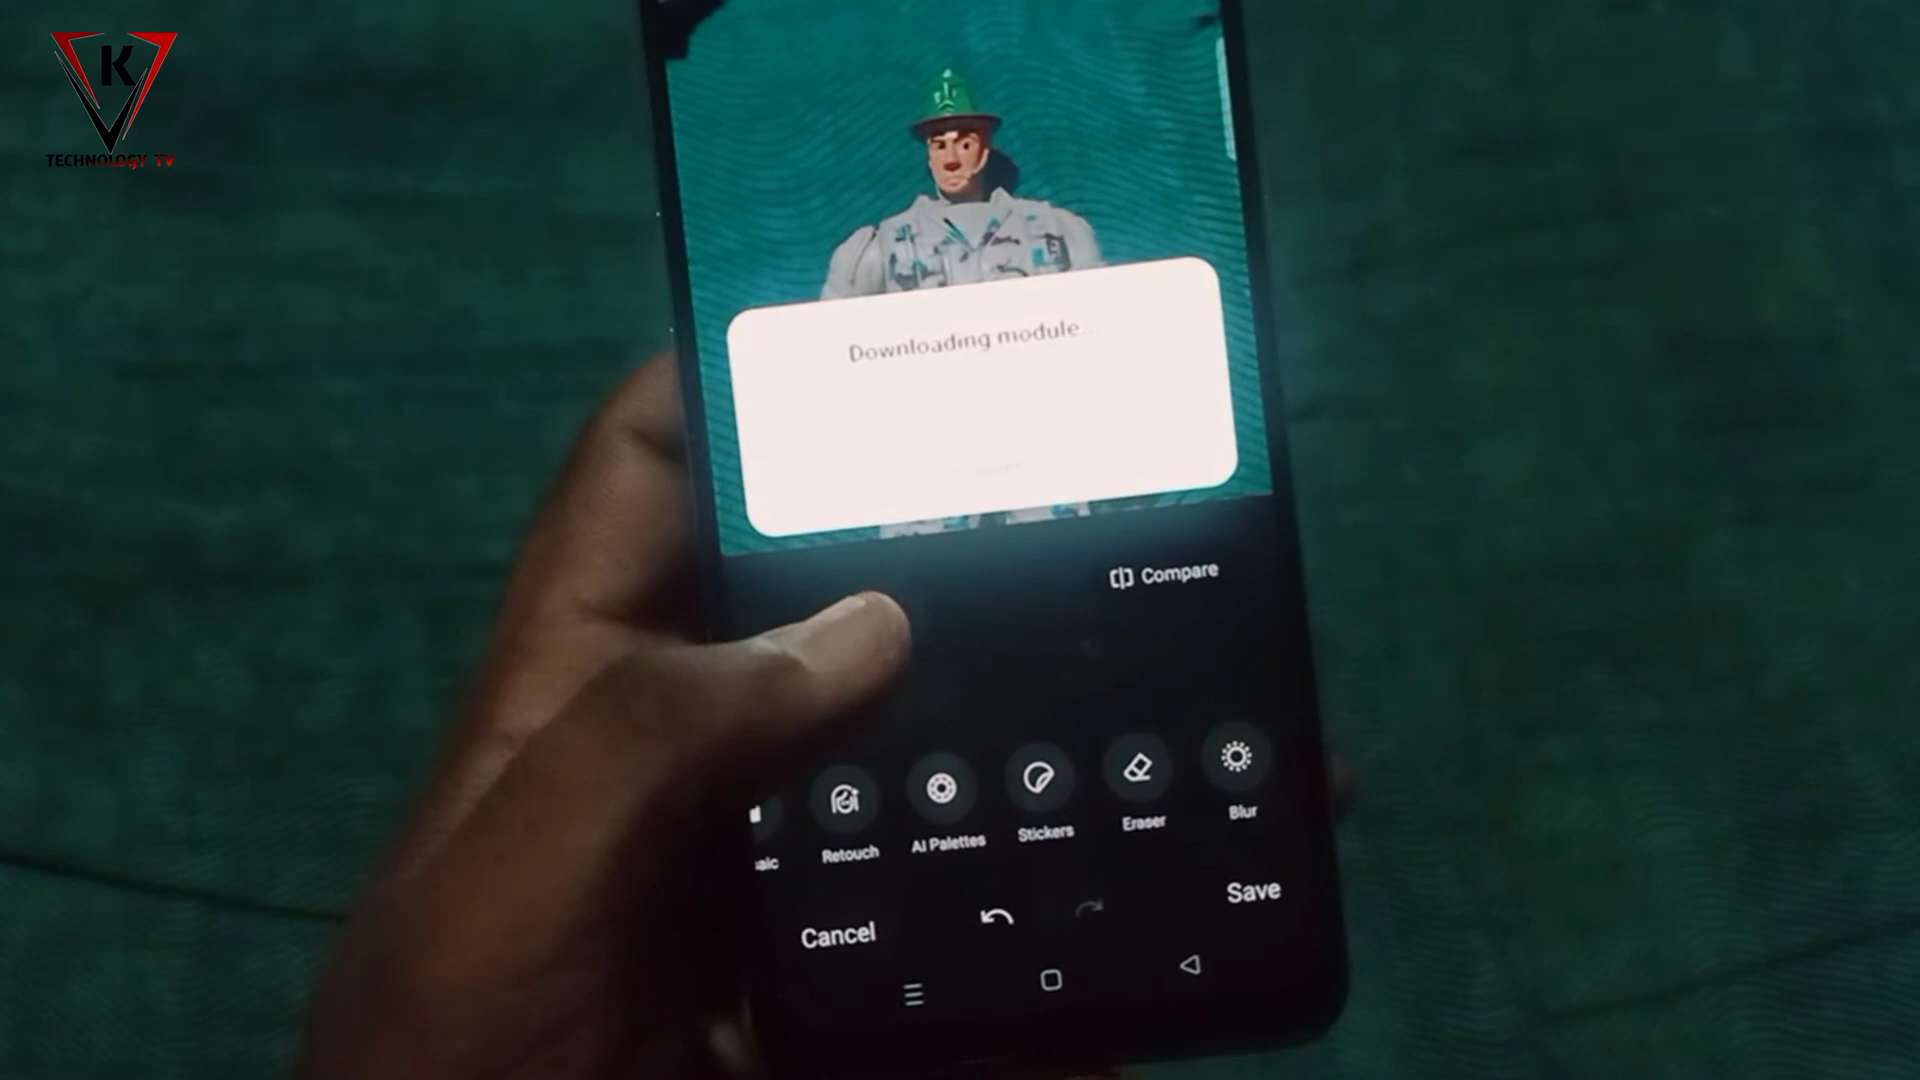 K
TECHNOLOGY TV
Downloading module...
Compare
Retouch
AI Palettes
Stickers
Eraser
Blur
Cancel
Save